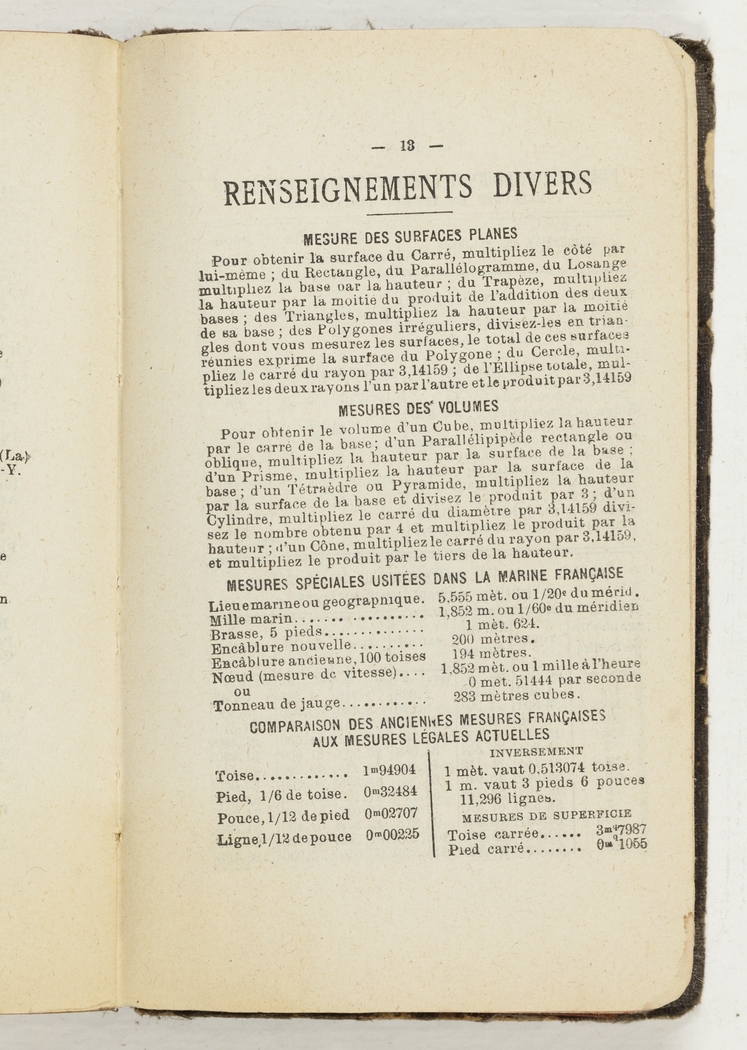 — 13 —
RENSEIGNEMENTS DIVERS
MESURE DES SURFACES PLANES
Pour obtenir la surface du Carré, multipliez le côté par
lui-même ; du Rectangle, du Parallélogramme, du Losange
multipliez la base par la hauteur ; du Trapèze, multipliez
la hauteur par la moitié du produit de l'addition des deux
bases ; des Triangles, multipliez la hauteur par la moitié
de sa base ; des Polygones irréguliers, divisez-les en trian-
gles dont vous mesurez les surfaces, le total de ces surfaces
réunies exprime la surface du Polygone ; du Cercle, multi-
pliez le carré du rayon par 3,14159 ; de l'Ellipse totale, mul-
tipliez les deux rayons l'un par l'autre et le produit par 3,14159
MESURES DES VOLUMES
Pour obtenir le volume d'un Cube, multipliez la hauteur
par le carré de la base ; d'un Parallélipipède rectangle ou
oblique, multipliez la hauteur par la surface de la base ;
d'un Prisme, multipliez la hauteur par la surface de la
base ; d'un Tétraèdre ou Pyramide, multipliez la hauteur
par la surface de la base et divisez le produit par 3 ; d'un
Cylindre, multipliez le carré du diamètre par 3,14159 divi-
sez le nombre obtenu par 4 et multipliez le produit par la
hauteur ; d'un Cône, multipliez le carré du rayon par 3,14159,
et multipliez le produit par le tiers de la hauteur.
MESURES SPÉCIALES USITÉES DANS LA MARINE FRANÇAISE
Lieue marine ou geographique. 5,555 mèt. ou 1/20e du mérid.
Mille marin................. 1,852 m. ou 1/60e du méridien
Brasse, 5 pieds............. 1 mèt. 624.
Encâblure nouvelle.......... 200 mètres.
Encâblure ancienne, 100 toises 194 mètres.
Nœud (mesure de vitesse).... 1,852 mèt. ou 1 mille à l'heure
ou 0 met. 51444 par seconde
Tonneau de jauge............ 283 mètres cubes.
COMPARAISON DES ANCIENNES MESURES FRANÇAISES
AUX MESURES LÉGALES ACTUELLES
Toise............. 1m94904
Pied, 1/6 de toise. 0m32484
Pouce, 1/12 de pied 0m02707
Ligne, 1/12 de pouce 0m00225
INVERSEMENT
1 mèt. vaut 0.513074 toise.
1 m. vaut 3 pieds 6 pouces
11,296 lignes.
MESURES DE SUPERFICIE
Toise carrée...... 3mq7987
Pied carré........ 0mq1055
(La)
-Y.
e
n